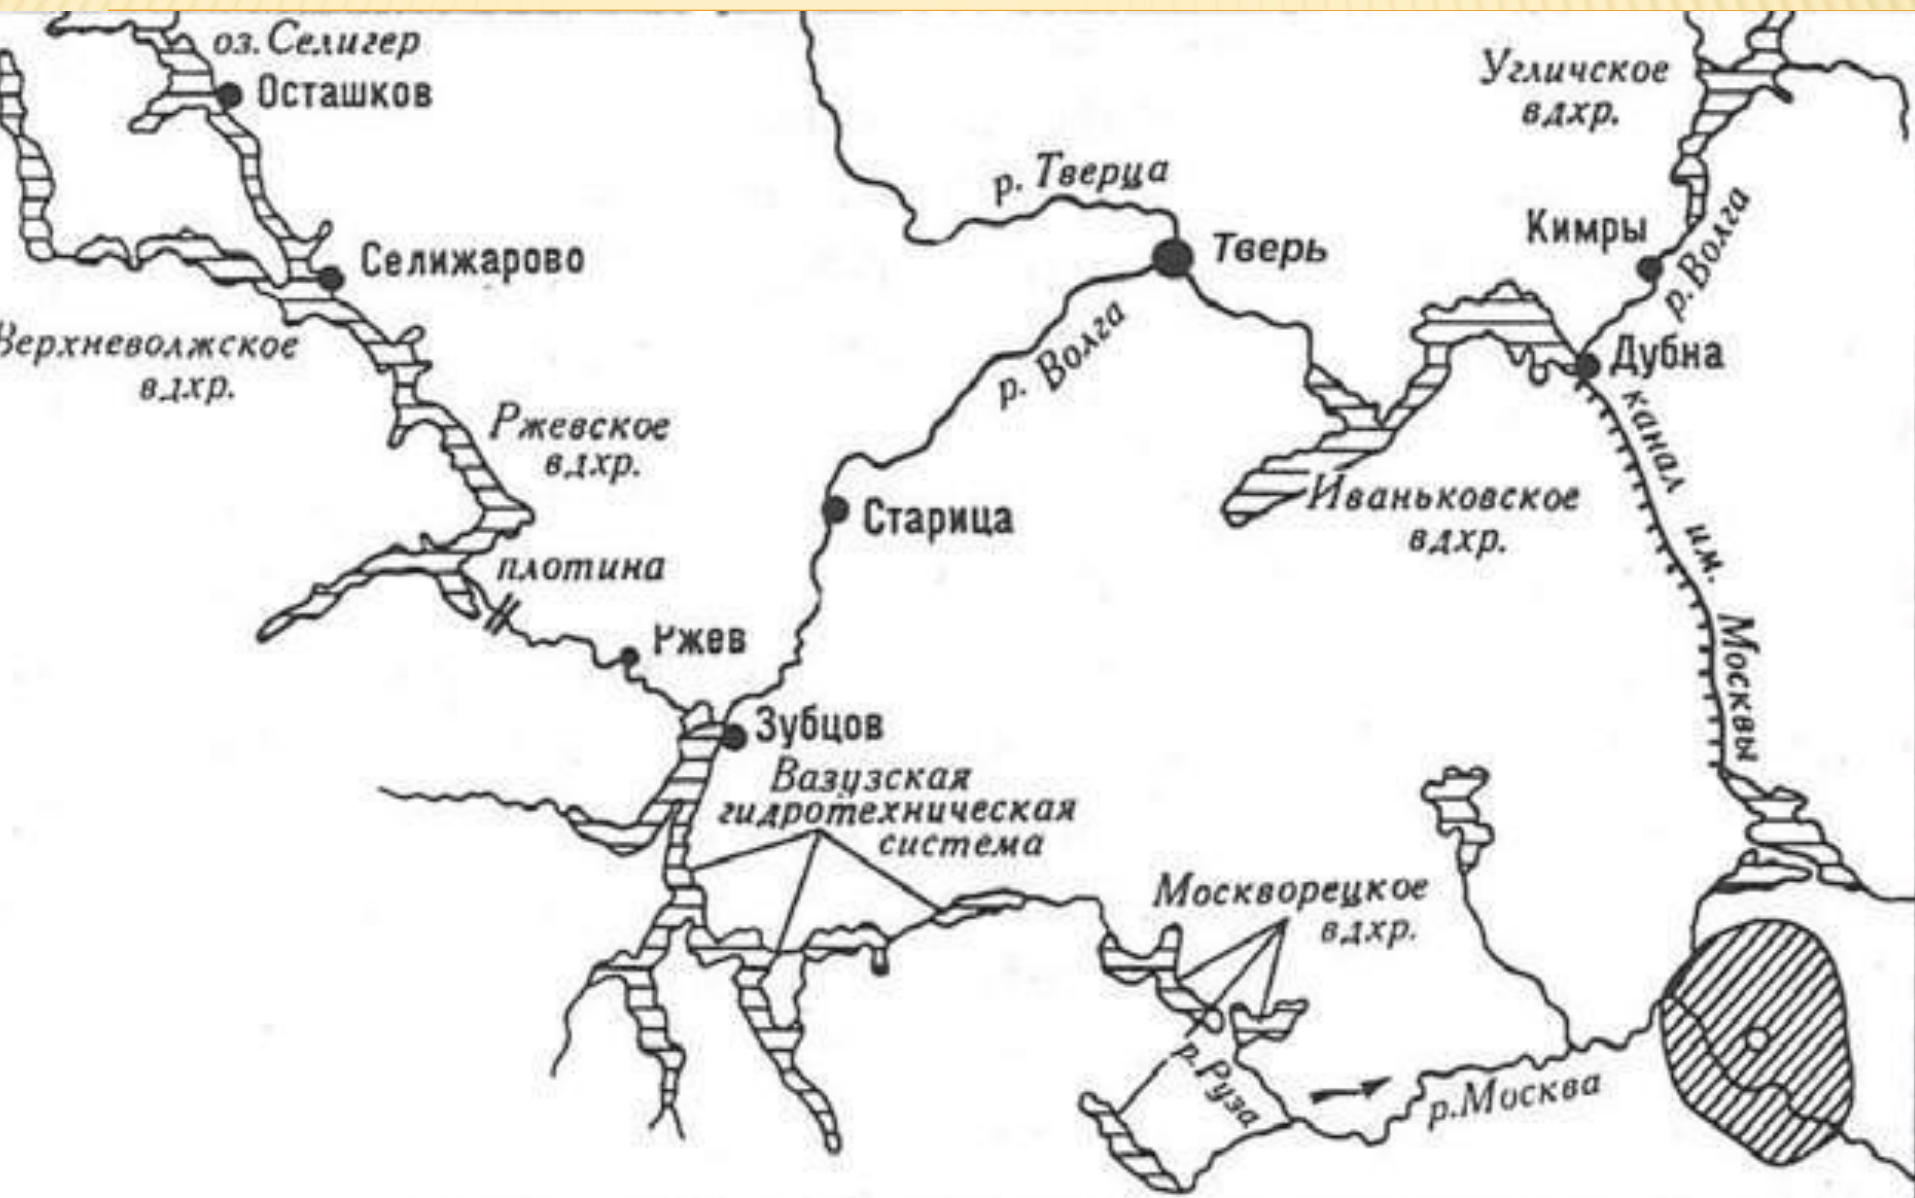 оз. Селигер
Осташков
Угличское
вдхр.
р. Тверца
Тверь
Кимры
р. Волга
Селижарово
Верхневолжское
вдхр.
р. Волга
Дубна
Ржевское
вдхр.
Старица
Иваньковское
вдхр.
канал им. Москвы
плотина
Ржев
Зубцов
Вазузская
гидротехническая
система
Москворецкое
вдхр.
р. Руза
р. Москва